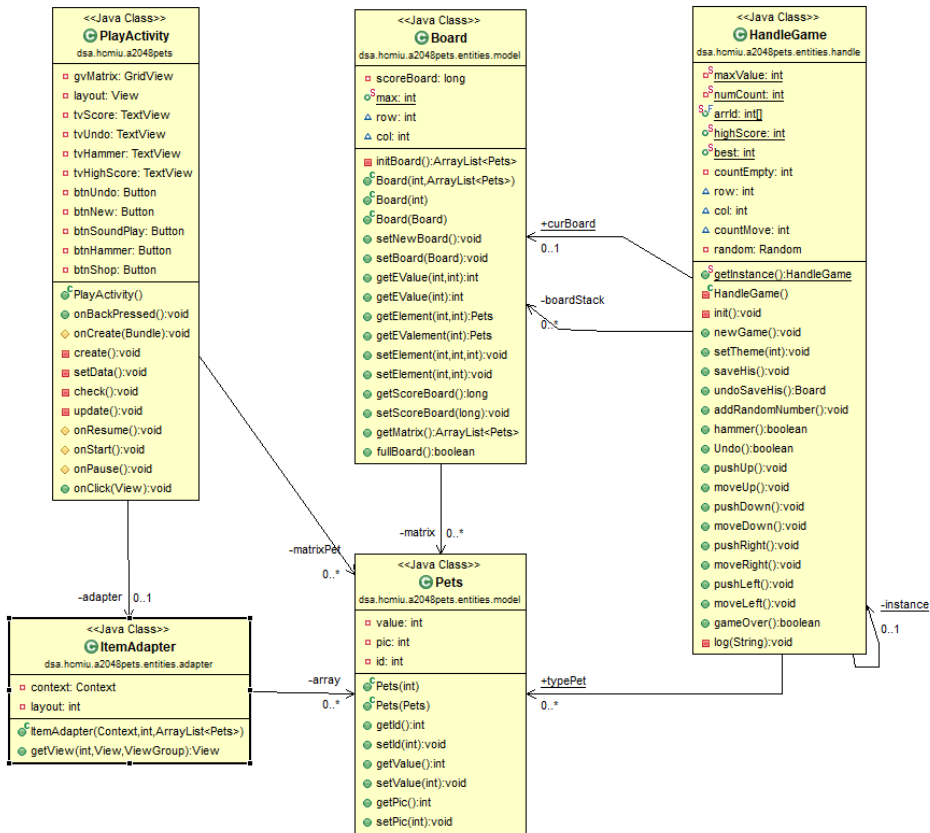 <<Java Class>>
PlayActivity
dsa.hcmiu.a2048pets
gvMatrix: GridView
layout: View
tvScore: TextView
tvUndo: TextView
tvHammer: TextView
tvHighScore: TextView
btnUndo: Button
btnNew: Button
btnSoundPlay: Button
btnHammer: Button
btnShop: Button
PlayActivity()
onBackPressed():void
onCreate(Bundle):void
create():void
setData():void
check():void
update():void
onResume():void
onStart():void
onPause():void
onClick(View):void
<<Java Class>>
Board
dsa.hcmiu.a2048pets.entities.model
scoreBoard: long
max: int
row: int
col: int
initBoard():ArrayList<Pets>
Board(int,ArrayList<Pets>)
Board(int)
Board(Board)
setNewBoard():void
setBoard(Board):void
getEValue(int,int):int
getEValue(int):int
getElement(int,int):Pets
getEValement(int):Pets
setElement(int,int,int):void
setElement(int,int):void
getScoreBoard():long
setScoreBoard(long):void
getMatrix():ArrayList<Pets>
fullBoard():boolean
<<Java Class>>
HandleGame
dsa.hcmiu.a2048pets.entities.handle
maxValue: int
numCount: int
arrId: int[]
highScore: int
best: int
countEmpty: int
row: int
col: int
countMove: int
random: Random
getInstance():HandleGame
HandleGame()
init():void
newGame():void
setTheme(int):void
saveHis():void
undoSaveHis():Board
addRandomNumber():void
hammer():boolean
Undo():boolean
pushUp():void
moveUp():void
pushDown():void
moveDown():void
pushRight():void
moveRight():void
pushLeft():void
moveLeft():void
gameOver():boolean
log(String):void
+curBoard
0..1
-boardStack
0..*
-matrix
0..*
-matrixPet
0..*
-adapter
0..1
-instance
0..1
<<Java Class>>
ItemAdapter
dsa.hcmiu.a2048pets.entities.adapter
context: Context
layout: int
ItemAdapter(Context,int,ArrayList<Pets>)
getView(int,View,ViewGroup):View
-array
0..*
<<Java Class>>
Pets
dsa.hcmiu.a2048pets.entities.model
value: int
pic: int
id: int
Pets(int)
Pets(Pets)
getId():int
setId(int):void
getValue():int
setValue(int):void
getPic():int
setPic(int):void
+typePet
0..*